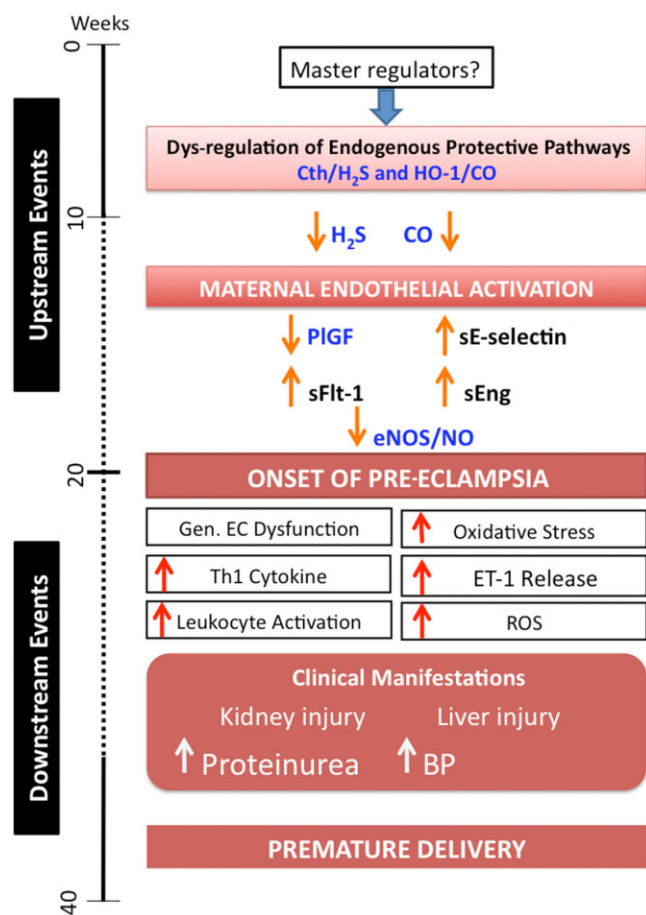 Weeks
0
Master regulators?
Dys-regulation of Endogenous Protective Pathways
Cth/H₂S and HO-1/CO
Upstream Events
10
H₂S CO
MATERNAL ENDOTHELIAL ACTIVATION
PlGF sE-selectin
sFlt-1 sEng
eNOS/NO
20
ONSET OF PRE-ECLAMPSIA
Gen. EC Dysfunction Oxidative Stress
Th1 Cytokine ET-1 Release
Leukocyte Activation ROS
Downstream Events
Clinical Manifestations
Kidney injury Liver injury
Proteinurea BP
PREMATURE DELIVERY
40